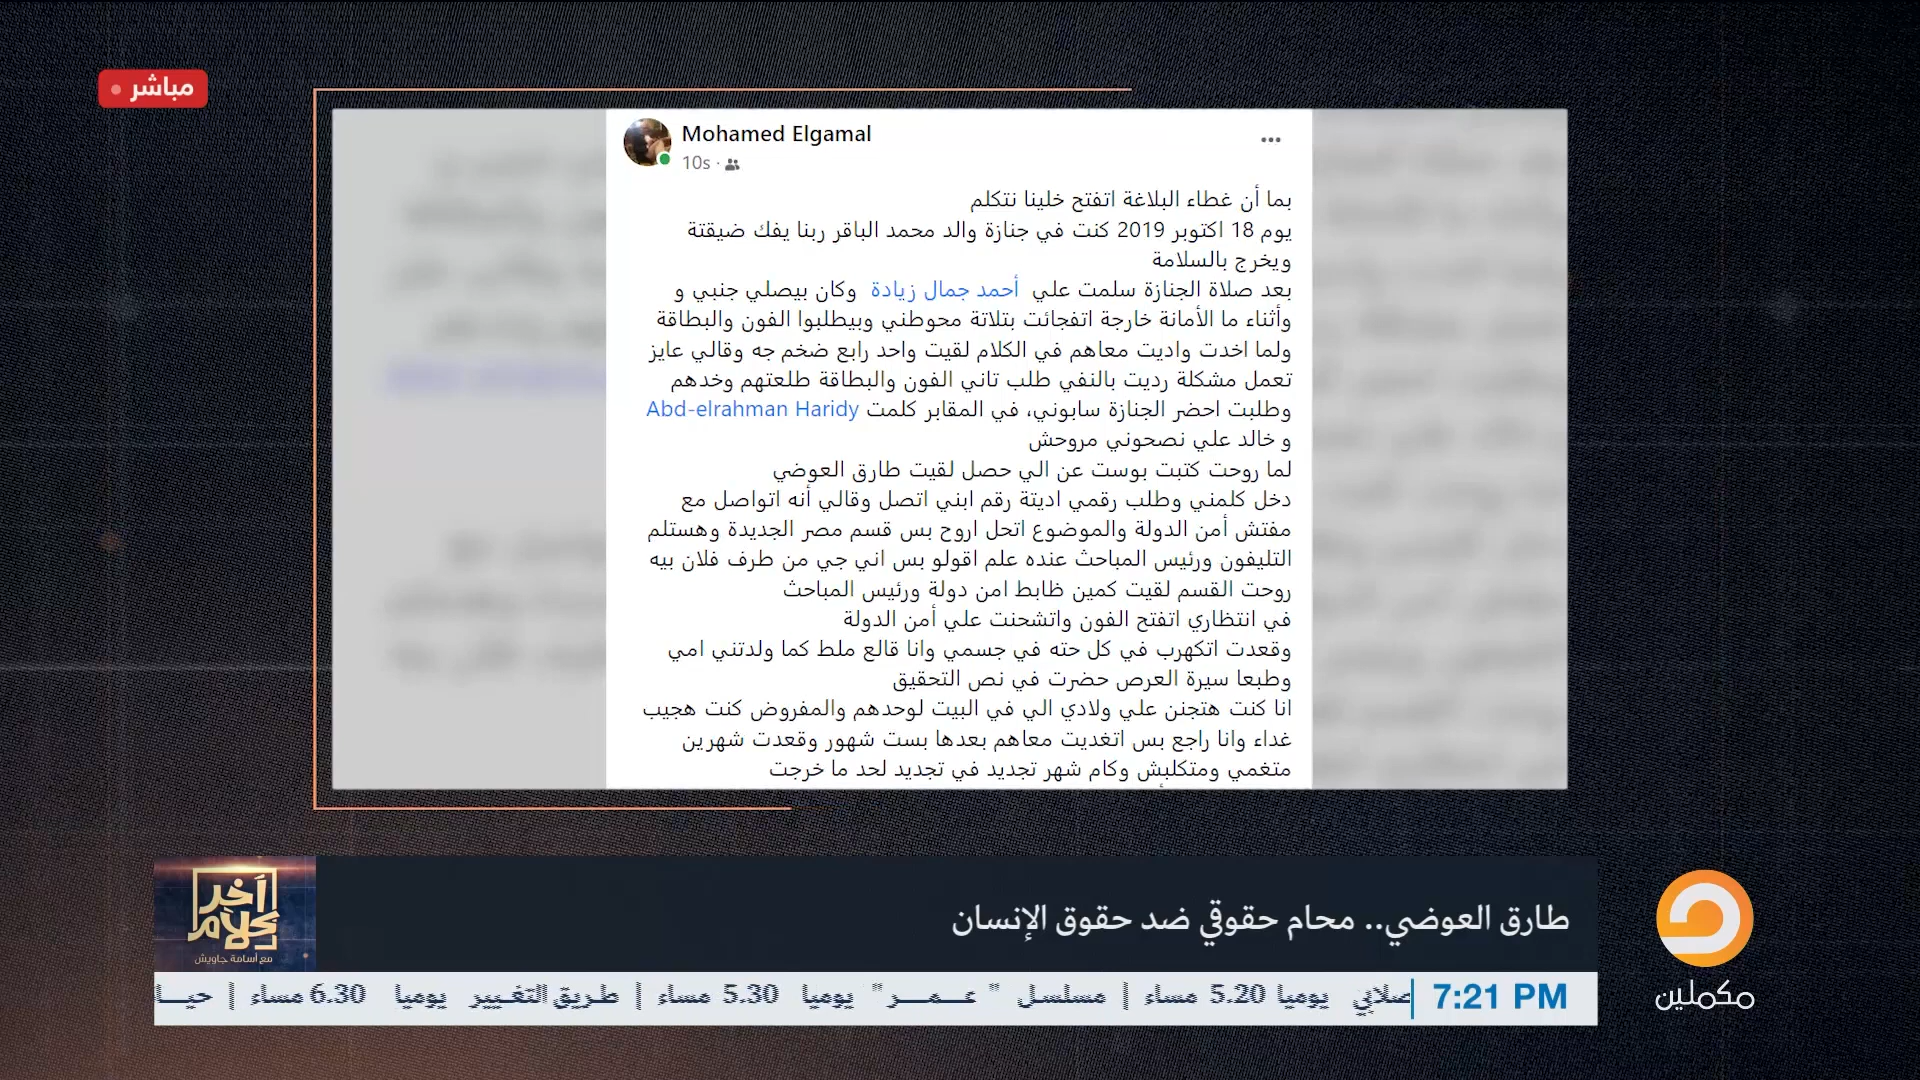 مباشر
Mohamed Elgamal
10s
بما أن غطاء البلاغة اتفتح خلينا نتكلم
يوم 18 اكتوبر 2019 كنت في جنازة والد محمد الباقر ربنا يفك ضيقتة
ويخرج بالسلامة
بعد صلاة الجنازة سلمت علي أحمد جمال زيادة وكان بيصلي جنبي و
وأثناء ما الأمانة خارجة اتفجائت بتلاتة محوطني وبيطلبوا الفون والبطاقة
ولما اخدت واديت معاهم في الكلام لقيت واحد رابع ضخم جه وقالي عايز
تعمل مشكلة رديت بالنفي طلب تاني الفون والبطاقة طلعتهم وخدهم
وطلبت احضر الجنازة سابوني، في المقابر كلمت Abd-elrahman Haridy
و خالد علي نصحوني مروحش
لما روحت كتبت بوست عن الي حصل لقيت طارق العوضي
دخل كلمني وطلب رقمي اديتة رقم ابني اتصل وقالي أنه اتواصل مع
مفتش أمن الدولة والموضوع اتحل اروح بس قسم مصر الجديدة وهستلم
التليفون ورئيس المباحث عنده علم اقولو بس اني جي من طرف فلان بيه
روحت القسم لقيت كمين ظابط امن دولة ورئيس المباحث
في انتظاري اتفتح الفون واتشحنت علي أمن الدولة
وقعدت اتكهرب في كل حته في جسمي وانا قالع ملط كما ولدتني امي
وطبعا سيرة العرص حضرت في نص التحقيق
انا كنت هتجنن علي ولادي الي في البيت لوحدهم والمفروض كنت هجيب
غداء وانا راجع بس اتغديت معاهم بعدها بست شهور وقعدت شهرين
متغمي ومتكلبش وكام شهر تجديد في تجديد لحد ما خرجت
آخر كلام
مع أسامة جاويش
طارق العوضي.. محام حقوقي ضد حقوق الإنسان
مكملين
7:21 PM
صلابي يوميا 5.20 مساء | مسلسل " عـمـر " يوميا 5.30 مساء | طريق التغيير يوميا 6.30 مساء |